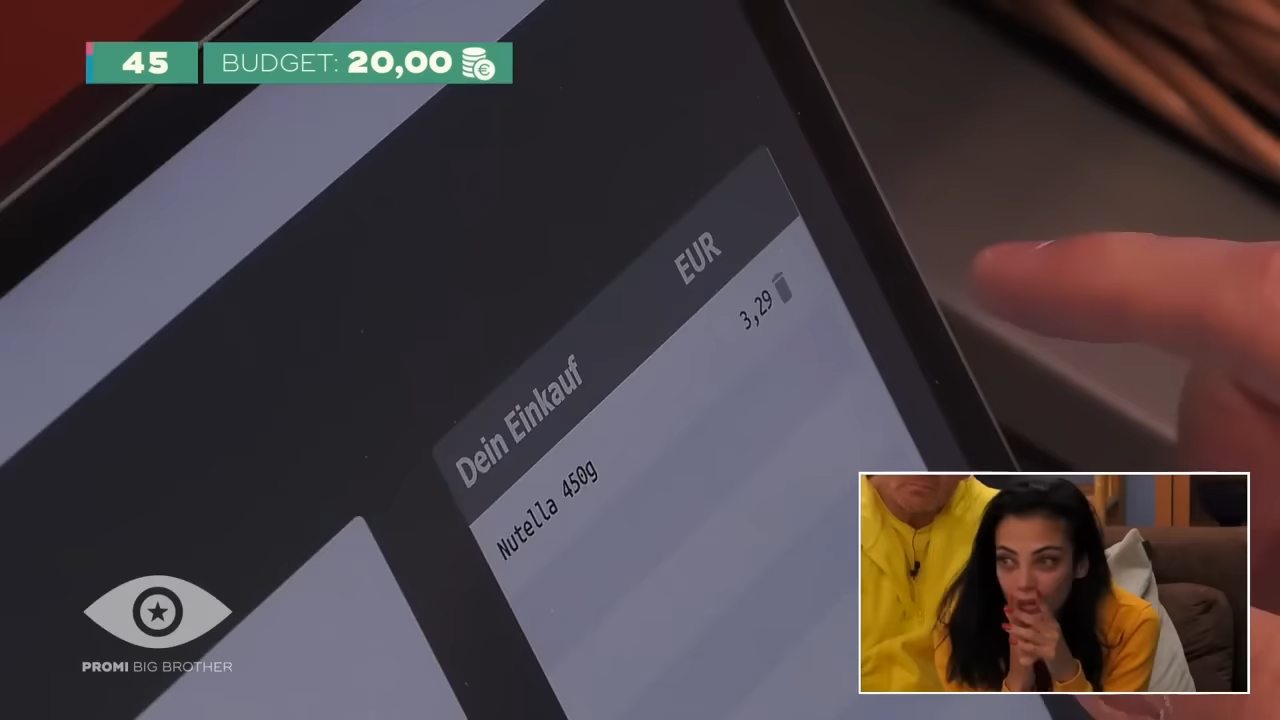 45
BUDGET: 20,00
EUR
3,29
Dein Einkauf
Nutella 450g
PROMI BIG BROTHER